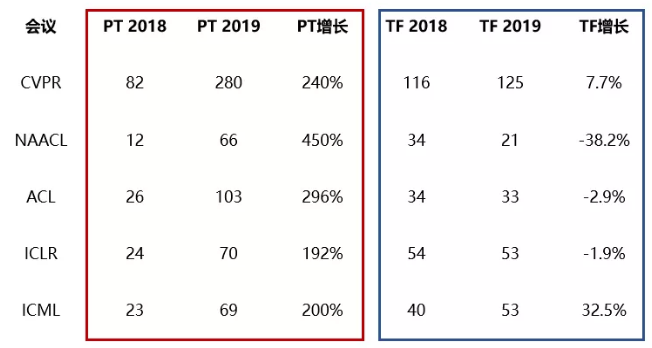 会议 PT 2018 PT 2019 PT增长 TF 2018 TF 2019 TF增长
CVPR 82 280 240% 116 125 7.7%
NAACL 12 66 450% 34 21 -38.2%
ACL 26 103 296% 34 33 -2.9%
ICLR 24 70 192% 54 53 -1.9%
ICML 23 69 200% 40 53 32.5%